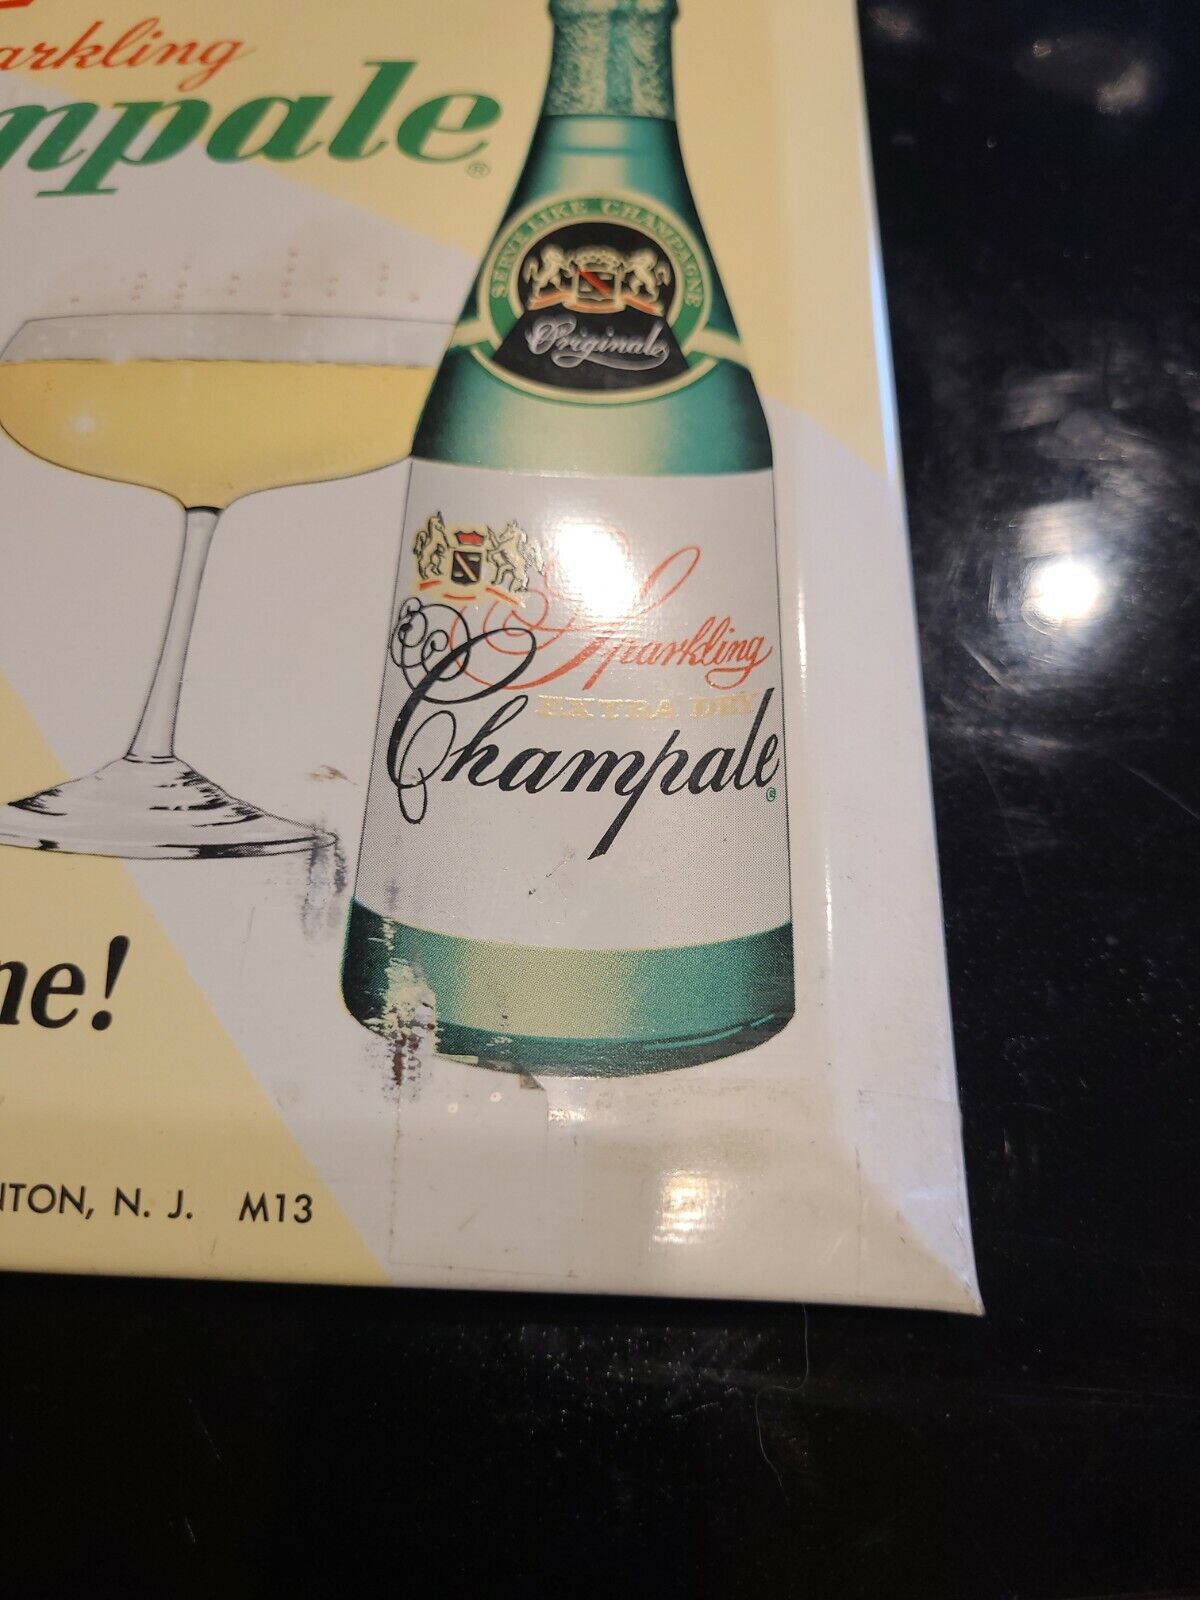 arkling
mpale®
SERVE LIKE CHAMPAGNE
Originale
Sparkling
EXTRA DRY
Champale
ne!
NTON, N. J. M13